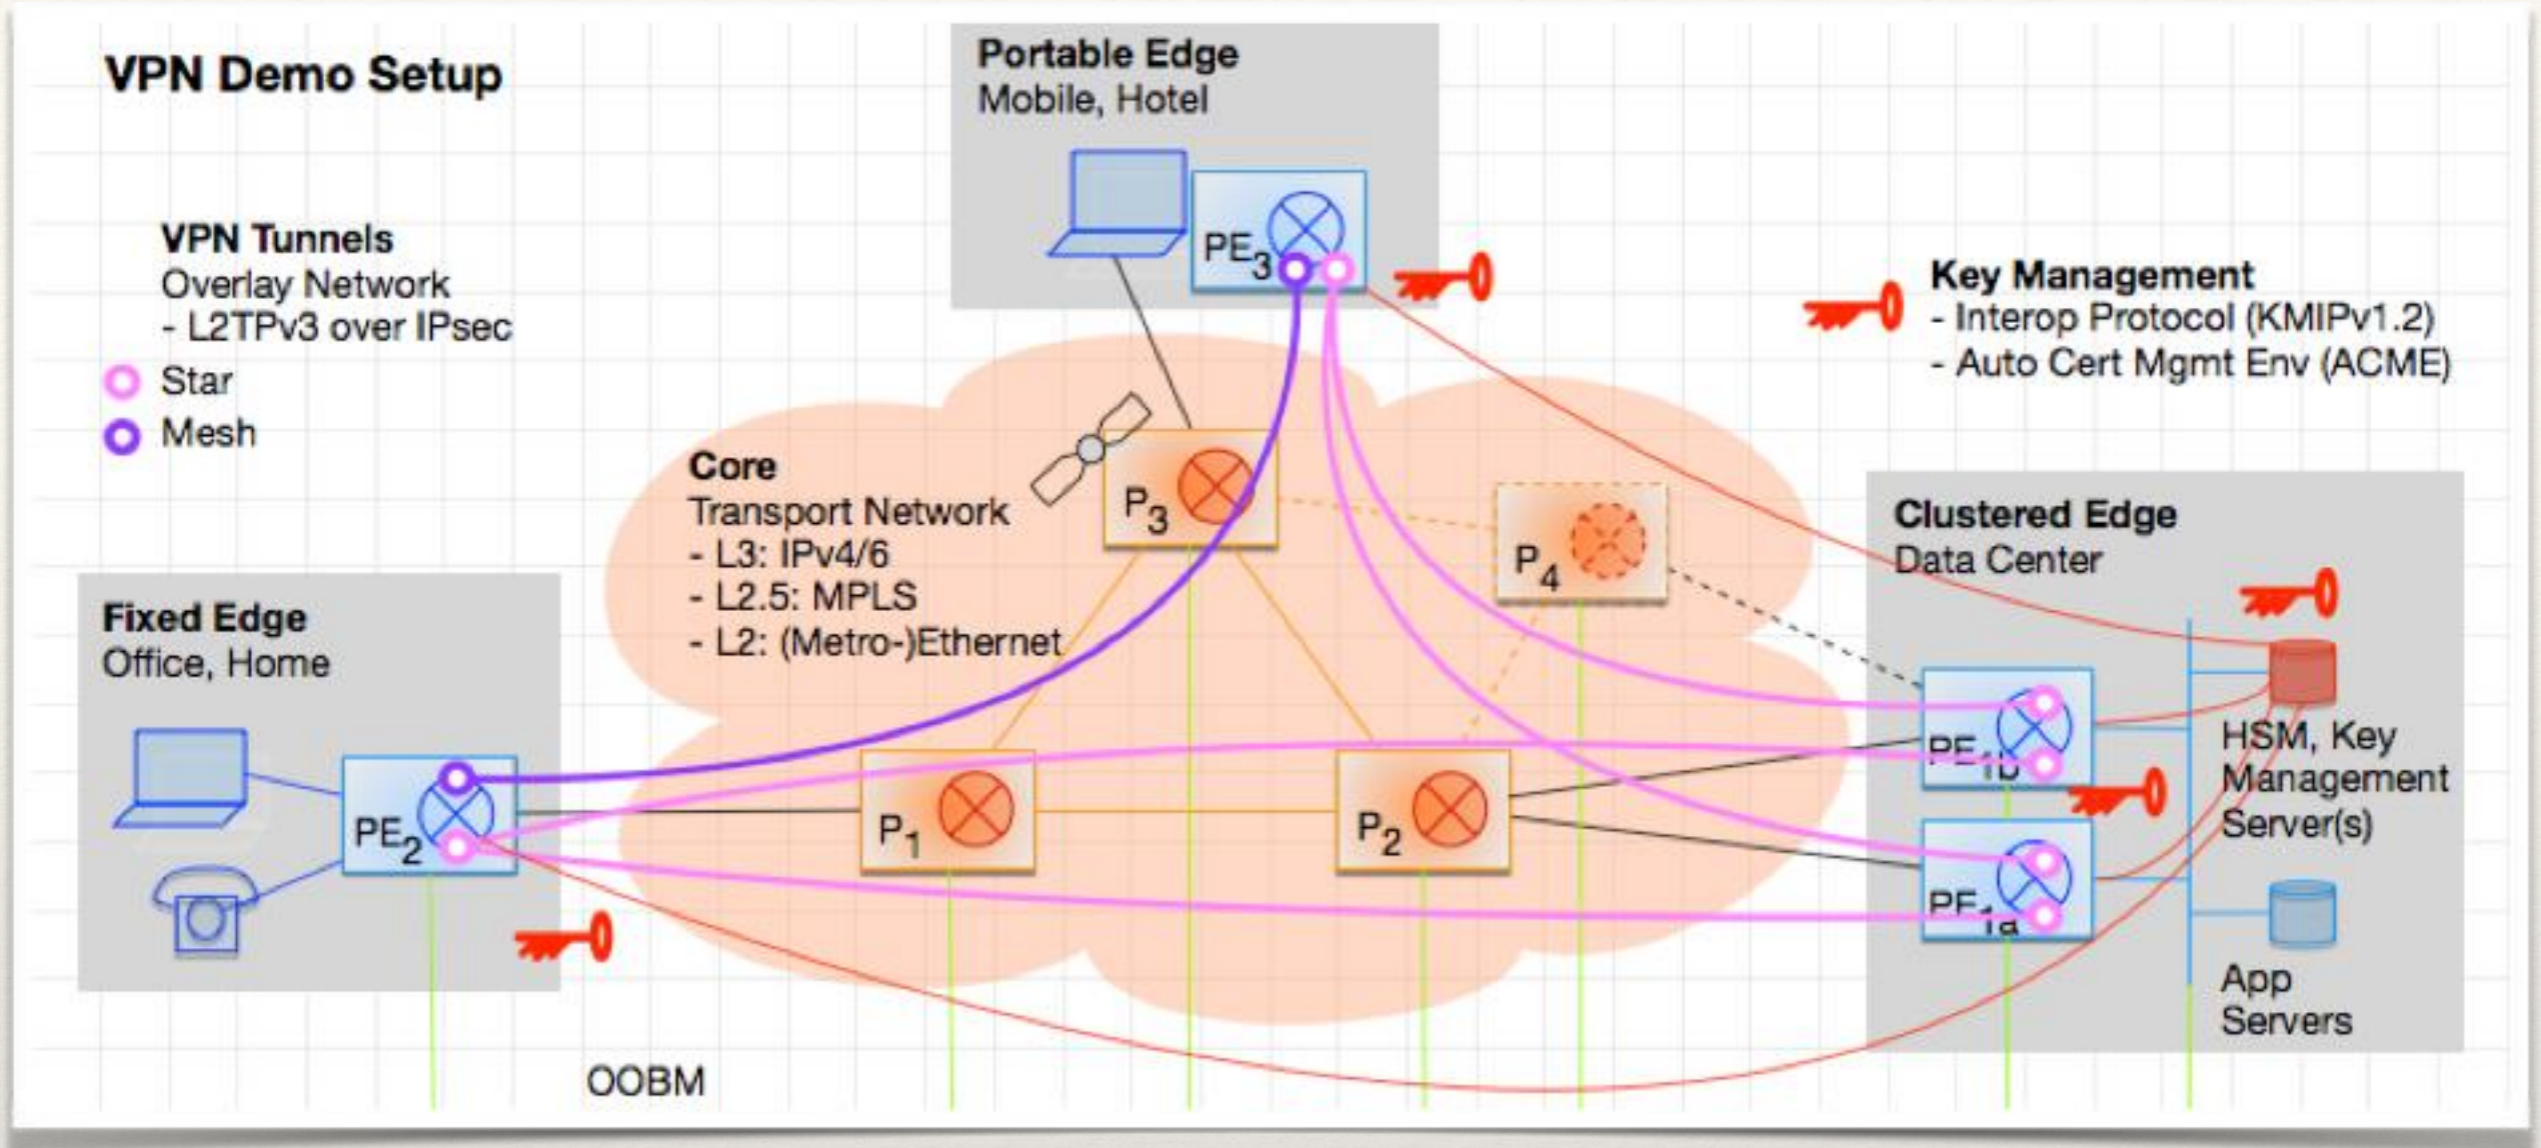 VPN Demo Setup
Portable Edge
Mobile, Hotel
PE3
VPN Tunnels
Overlay Network
- L2TPv3 over IPsec
Star
Mesh
Key Management
- Interop Protocol (KMIPv1.2)
- Auto Cert Mgmt Env (ACME)
Core
Transport Network
- L3: IPv4/6
- L2.5: MPLS
- L2: (Metro-)Ethernet
P3
P4
Clustered Edge
Data Center
Fixed Edge
Office, Home
PE2
P1
P2
PE1b
PE1a
HSM, Key
Management
Server(s)
App
Servers
OOBM